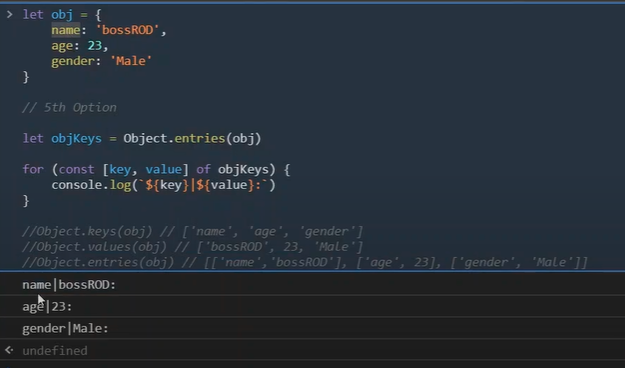 let obj = {
    name: 'bossROD',
    age: 23,
    gender: 'Male'
}
// 5th Option
let objKeys = Object.entries(obj)
for (const [key, value] of objKeys) {
    console.log(`${key}|${value}:`)
}
//Object.keys(obj) // ['name', 'age', 'gender']
//Object.values(obj) // ['bossROD', 23, 'Male']
//Object.entries(obj) // [['name','bossROD'], ['age', 23], ['gender', 'Male']]
name|bossROD:
age|23:
gender|Male:
undefined